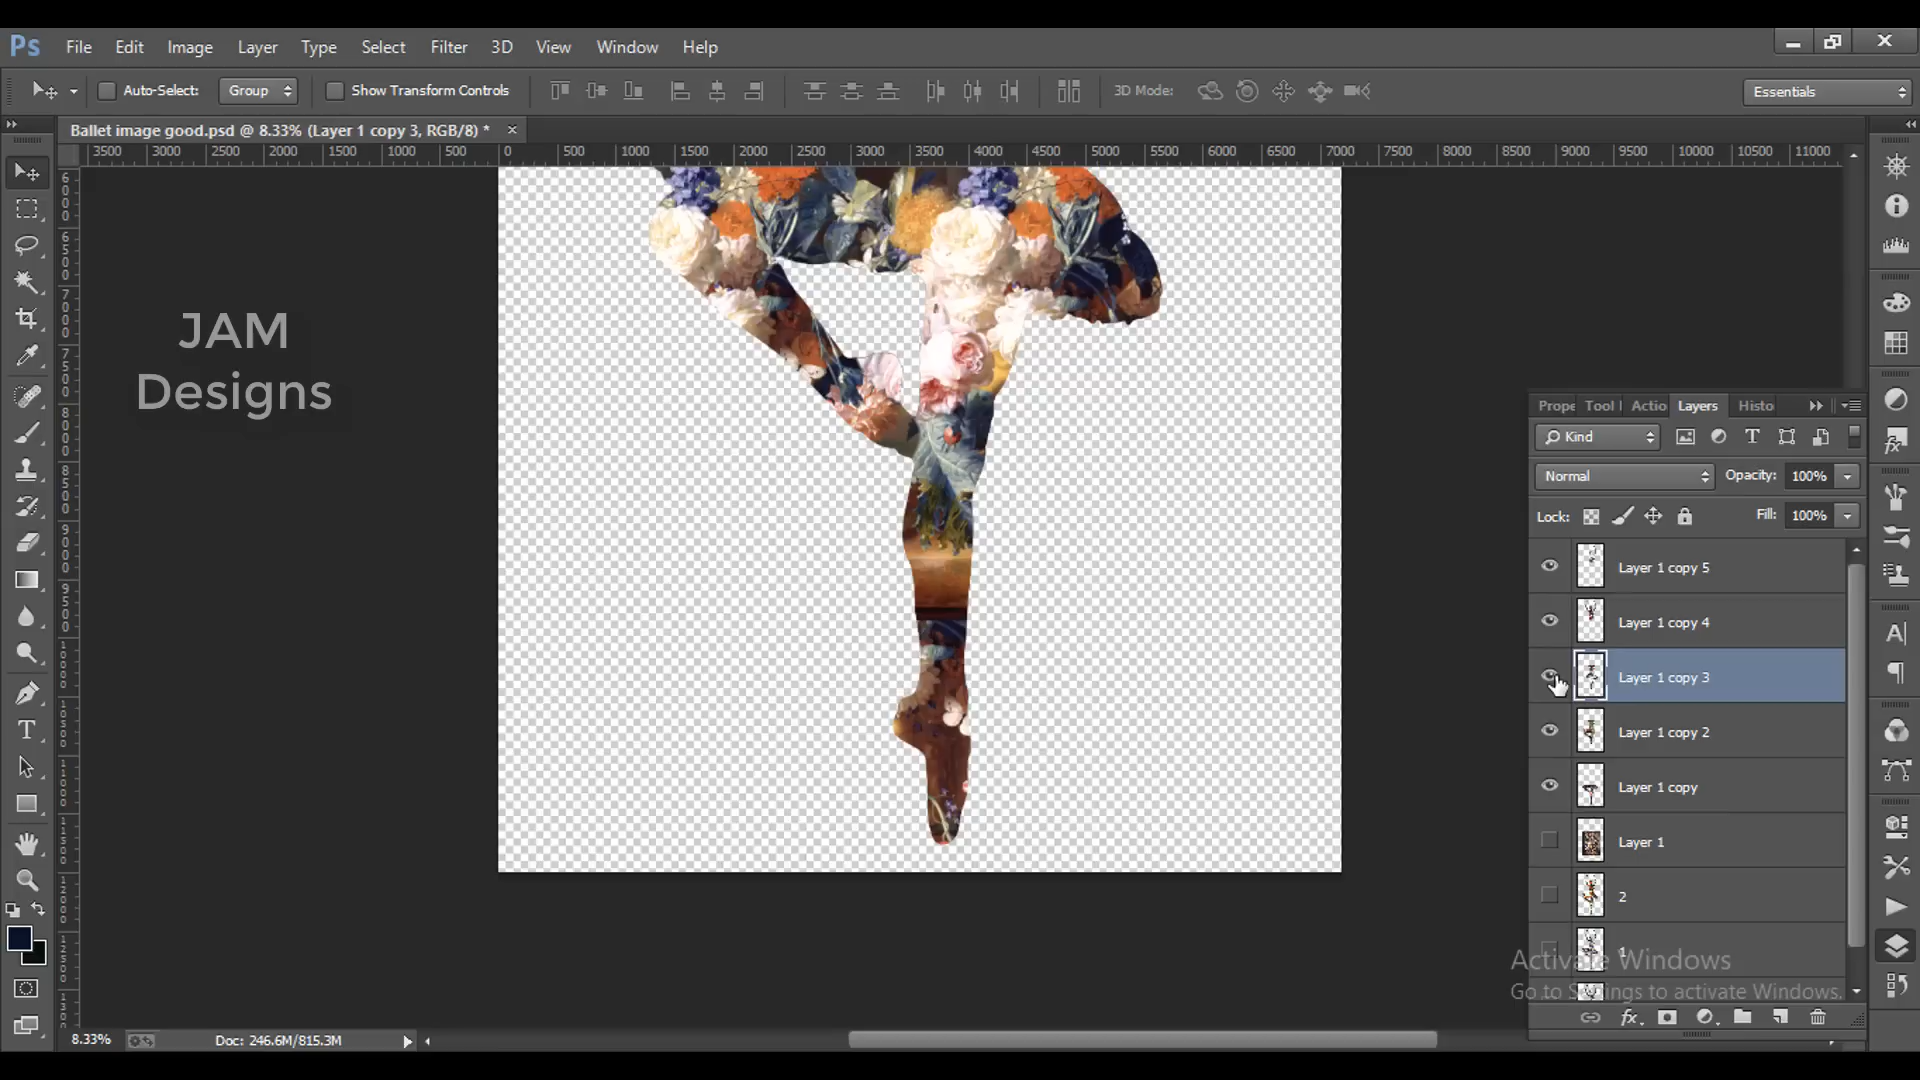 Ps File Edit Image Layer Type Select Filter 3D View Window Help
Auto-Select: Group Show Transform Controls 3D Mode: Essentials
Ballet image good.psd @ 8.33% (Layer 1 copy 3, RGB/8) * ×
3500 3000 2500 2000 1500 1000 500 0 500 1000 1500 2000 2500 3000 3500 4000 4500 5000 5500 6000 6500 7000 7500 8000 8500 9000 9500 10000 10500 11000
JAM
Designs
Prope Tool Actio Layers Histo
Kind
Normal Opacity: 100%
Lock: Fill: 100%
Layer 1 copy 5
Layer 1 copy 4
Layer 1 copy 3
Layer 1 copy 2
Layer 1 copy
Layer 1
2
1
Activate Windows
Go to Settings to activate Windows.
8.33% Doc: 246.6M/815.3M